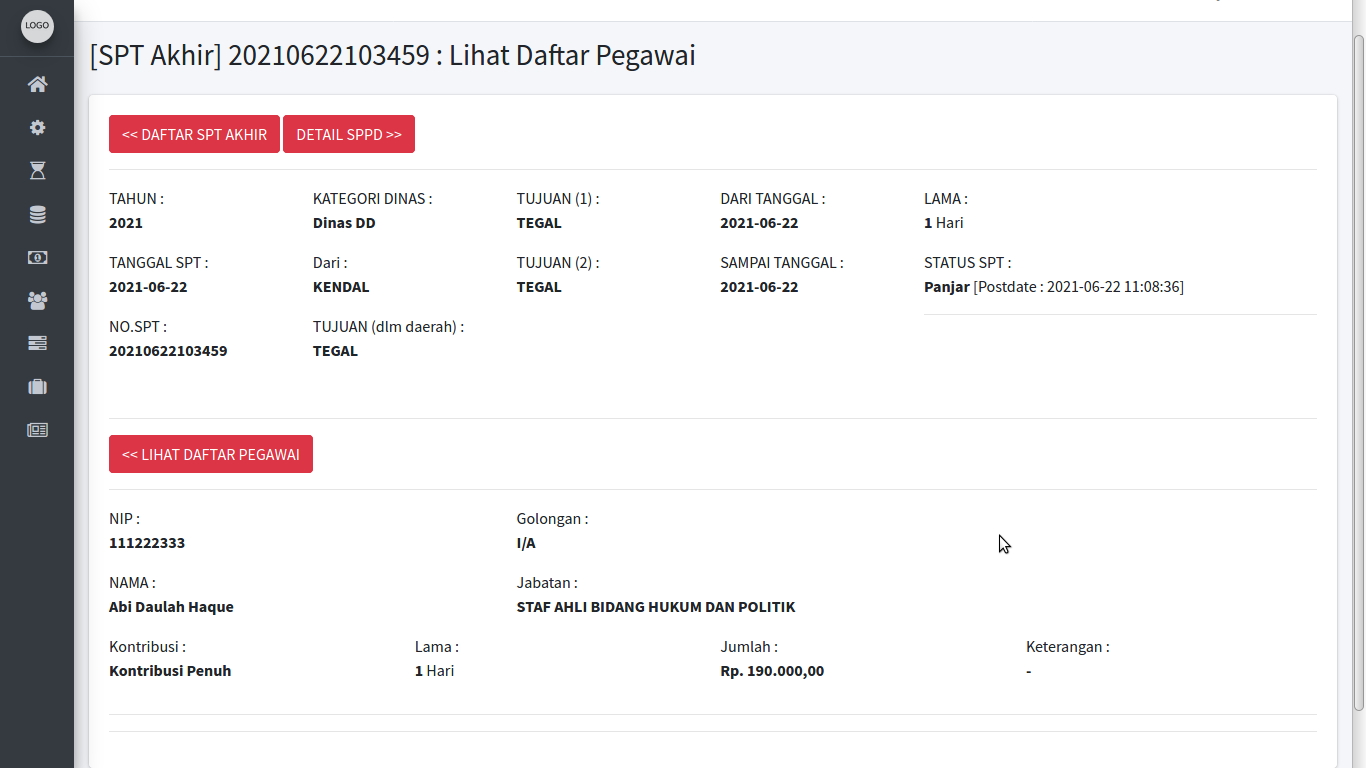 LOGO
[SPT Akhir] 20210622103459 : Lihat Daftar Pegawai
<< DAFTAR SPT AKHIR DETAIL SPPD >>
TAHUN : KATEGORI DINAS : TUJUAN (1) : DARI TANGGAL : LAMA :
2021 Dinas DD TEGAL 2021-06-22 1 Hari
TANGGAL SPT : Dari : TUJUAN (2) : SAMPAI TANGGAL : STATUS SPT :
2021-06-22 KENDAL TEGAL 2021-06-22 Panjar [Postdate : 2021-06-22 11:08:36]
NO.SPT : TUJUAN (dlm daerah) :
20210622103459 TEGAL
<< LIHAT DAFTAR PEGAWAI
NIP : Golongan :
111222333 I/A
NAMA : Jabatan :
Abi Daulah Haque STAF AHLI BIDANG HUKUM DAN POLITIK
Kontribusi : Lama : Jumlah : Keterangan :
Kontribusi Penuh 1 Hari Rp. 190.000,00 -